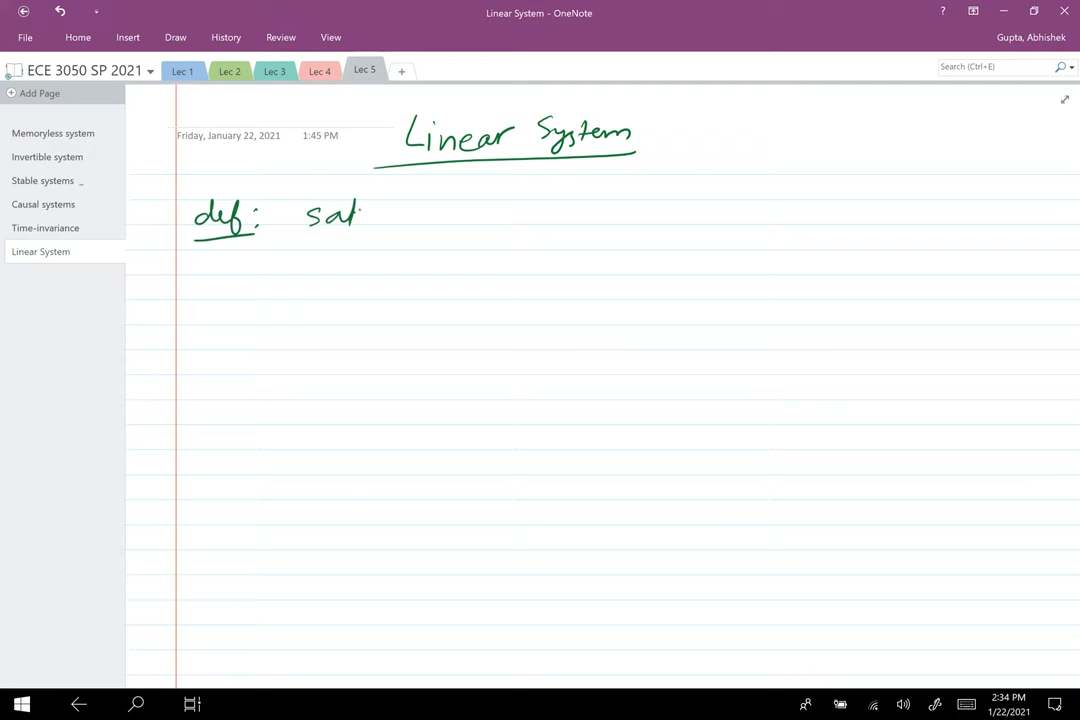 Linear System - OneNote
?
File Home Insert Draw History Review View
Gupta, Abhishek
ECE 3050 SP 2021
Lec 1 Lec 2 Lec 3 Lec 4 Lec 5 +
Search (Ctrl+E)
Add Page
Memoryless system
Invertible system
Stable systems _
Causal systems
Time-invariance
Linear System
Friday, January 22, 2021 1:45 PM
Linear System
def: sat
2:34 PM
1/22/2021